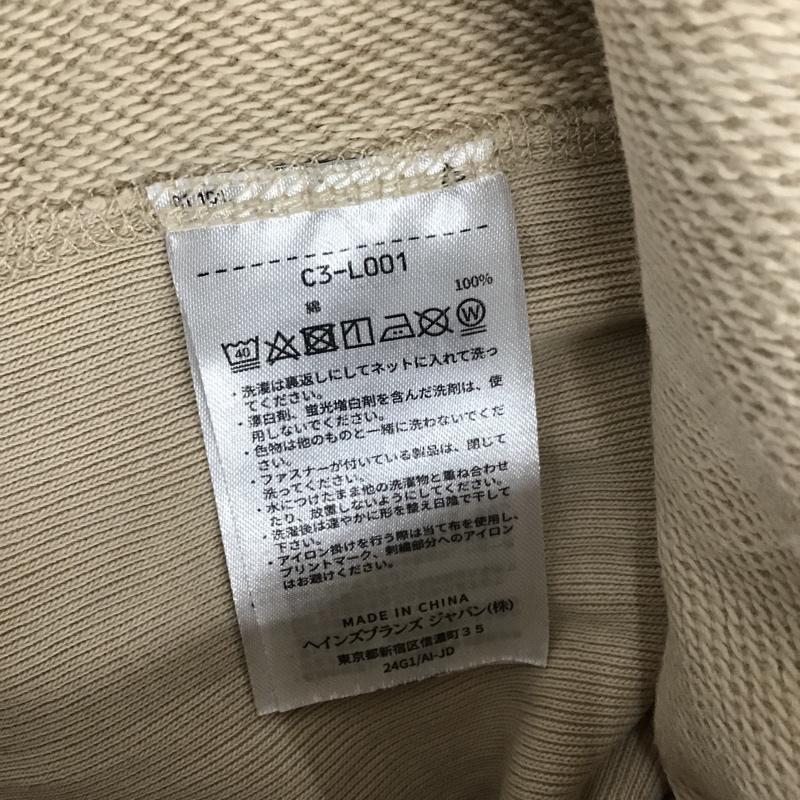 C3-L001
綿 100%
40 W
・洗濯は裏返しにしてネットに入れて洗っ
てください。
・漂白剤、蛍光増白剤を含んだ洗剤は、使
用しないでください。
・色物は他のものと一緒に洗わないでくだ
さい。
・ファスナーが付いている製品は、閉じて
洗ってください。
・水につけたまま他の洗濯物と重ね合わせ
たり、放置しないようにしてください。
・洗濯後は速やかに形を整え日陰で干して
下さい。
・アイロン掛けを行う際は当て布を使用し、
プリントマーク、刺繍部分へのアイロン
はお避けください。
MADE IN CHINA
ヘインズブランズ ジャパン(株)
東京都新宿区信濃町３５
24G1/AI-JD